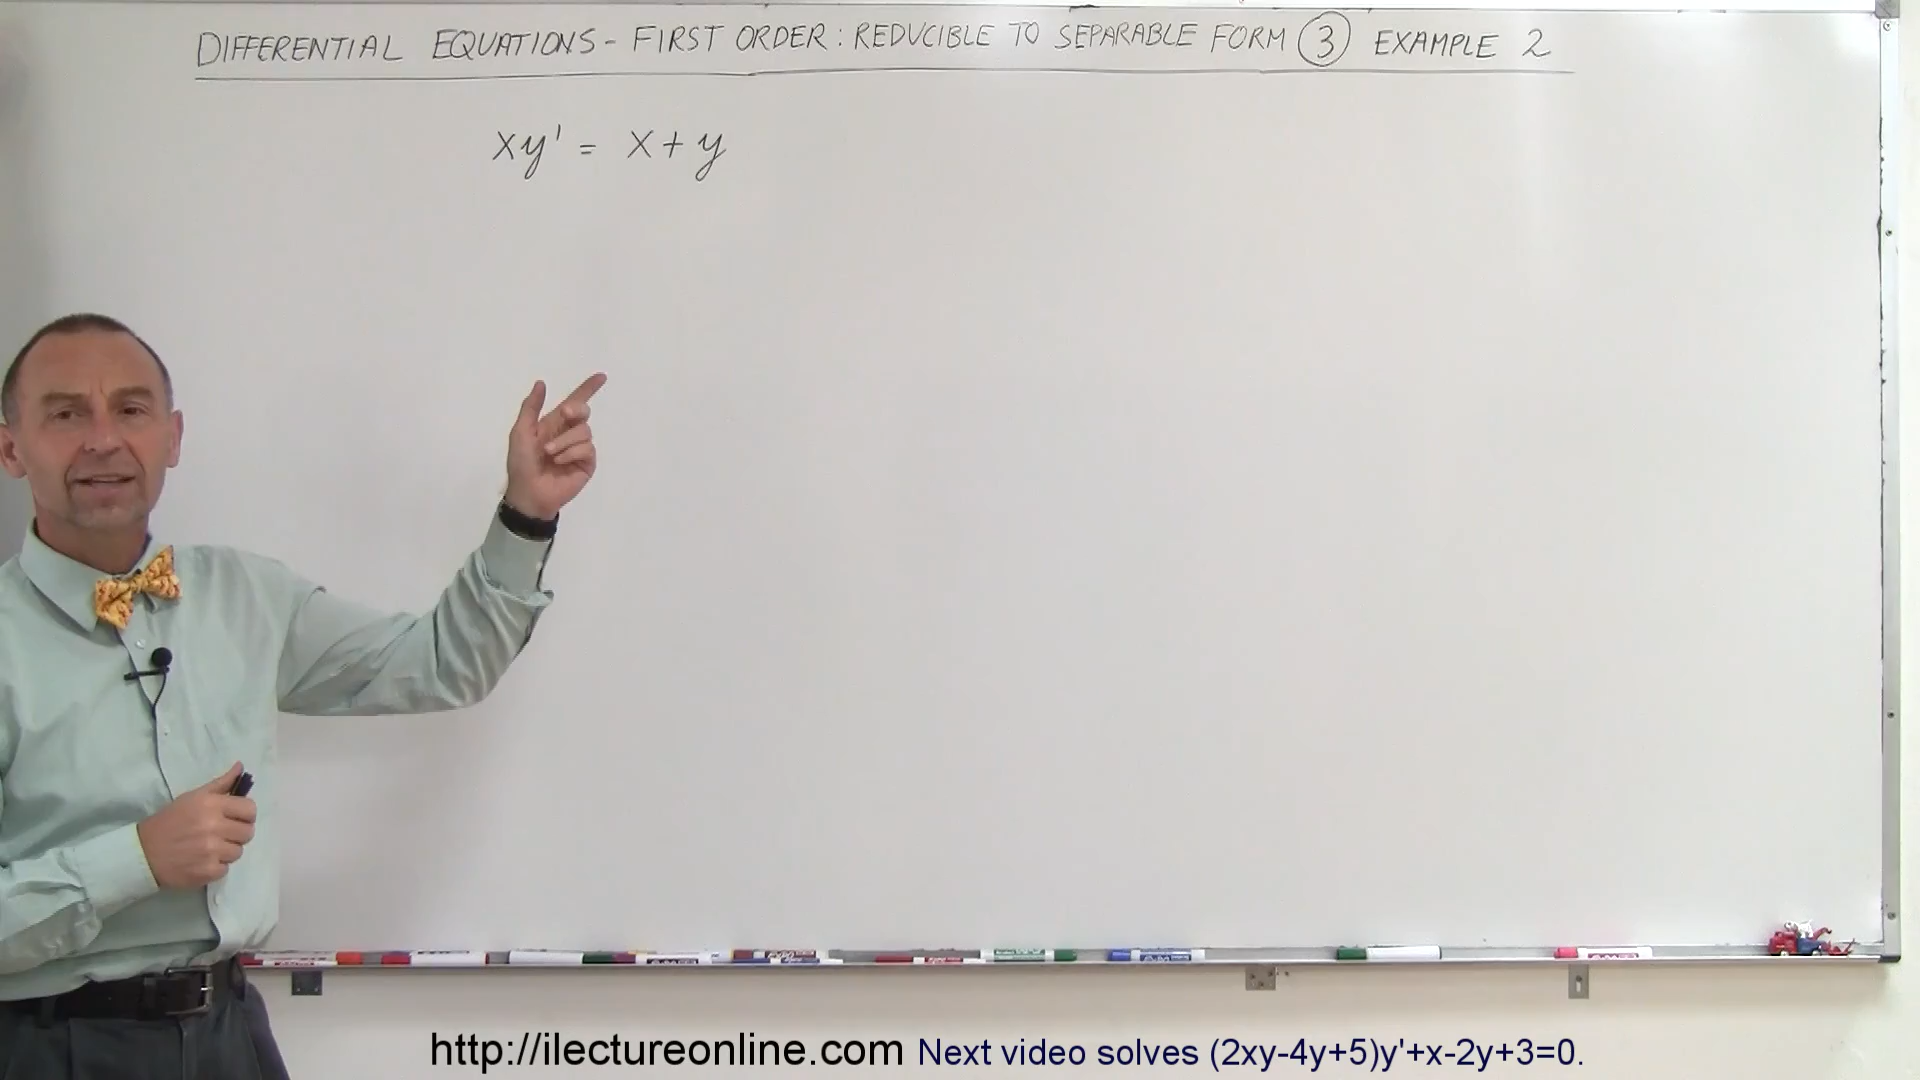 DIFFERENTIAL EQUATIONS - FIRST ORDER: REDUCIBLE TO SEPARABLE FORM ③ EXAMPLE 2
xy' = x + y
http://ilectureonline.com Next video solves (2xy-4y+5)y'+x-2y+3=0.